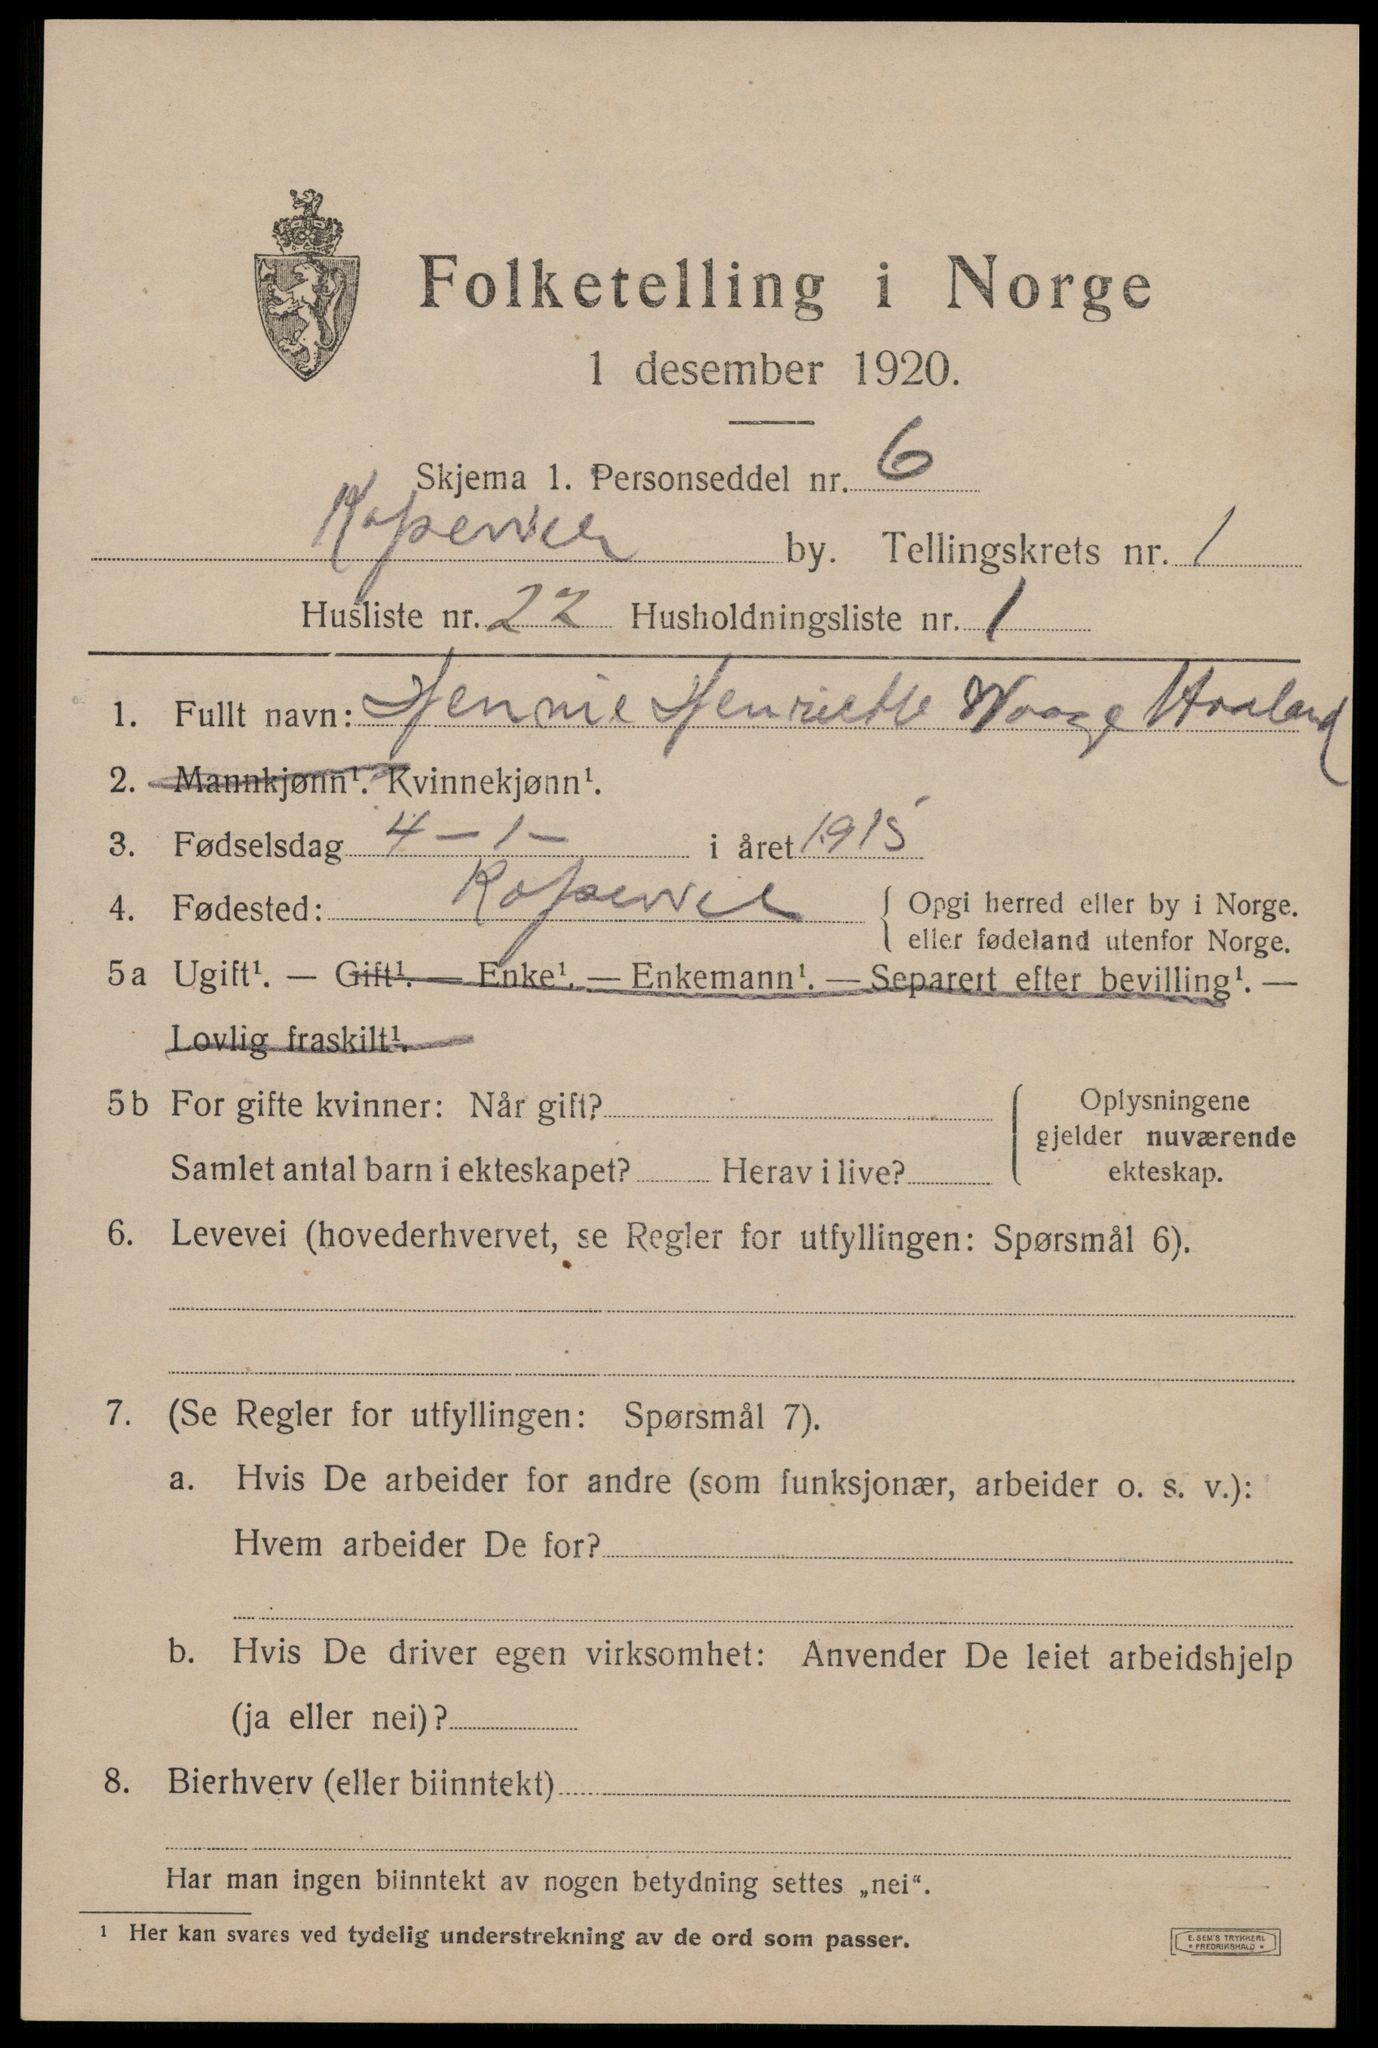 Folketelling i Norge
1 desember 1920.
Skjema 1. Personseddel nr. 6
Kopervik by. Tellingskrets nr. 1
Husliste nr. 22 Husholdningsliste nr. 1
1. Fullt navn: Hennie Henriette Waage Haaland
2. Mannkjønn¹. Kvinnekjønn¹.
3. Fødselsdag 4-1- i året 1915
4. Fødested: Kopervik { Opgi herred eller by i Norge.
eller fødeland utenfor Norge.
5a Ugift¹. — Gift¹. — Enke¹. — Enkemann¹. — Separert efter bevilling¹. —
Lovlig fraskilt¹.
5b For gifte kvinner: Når gift?
Oplysningene
gjelder nuværende
ekteskap.
Samlet antal barn i ekteskapet? Herav i live?
6. Levevei (hovederhvervet, se Regler for utfyllingen: Spørsmål 6).
7. (Se Regler for utfyllingen: Spørsmål 7).
a. Hvis De arbeider for andre (som funksjonær, arbeider o. s. v.):
Hvem arbeider De for?
b. Hvis De driver egen virksomhet: Anvender De leiet arbeidshjelp
(ja eller nei)?
8. Bierhverv (eller biinntekt)
Har man ingen biinntekt av nogen betydning settes „nei“.
¹ Her kan svares ved tydelig understrekning av de ord som passer.
E. SEM'S TRYKKERI
* FREDRIKSHALD *